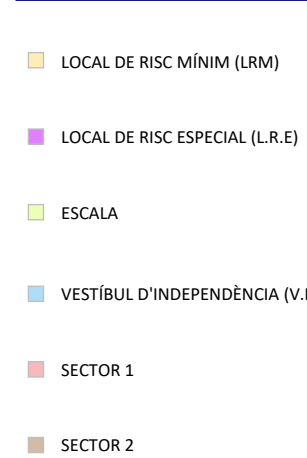 LOCAL DE RISC MÍNIM (LRM)
LOCAL DE RISC ESPECIAL (L.R.E)
ESCALA
VESTÍBUL D'INDEPENDÈNCIA
SECTOR 1
SECTOR 2